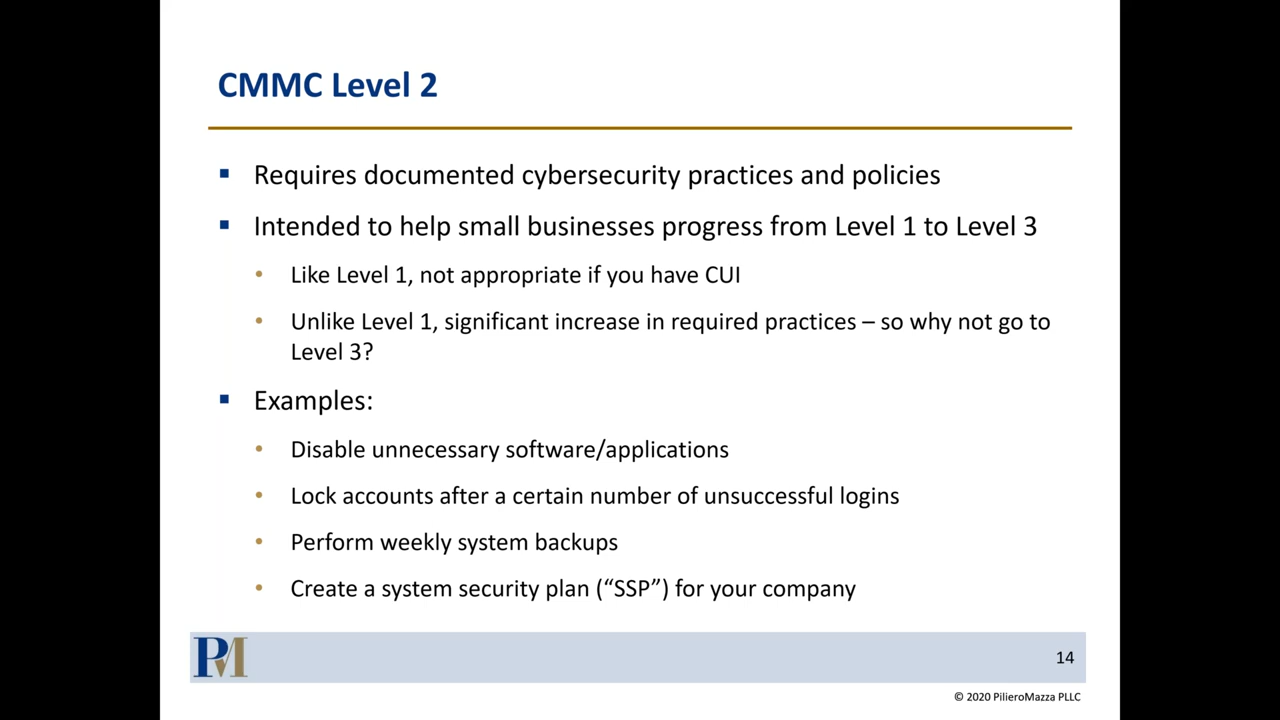 CMMC Level 2
Requires documented cybersecurity practices and policies
Intended to help small businesses progress from Level 1 to Level 3
Like Level 1, not appropriate if you have CUI
Unlike Level 1, significant increase in required practices – so why not go to
Level 3?
Examples:
Disable unnecessary software/applications
Lock accounts after a certain number of unsuccessful logins
Perform weekly system backups
Create a system security plan (“SSP”) for your company
PM
14
© 2020 PilieroMazza PLLC